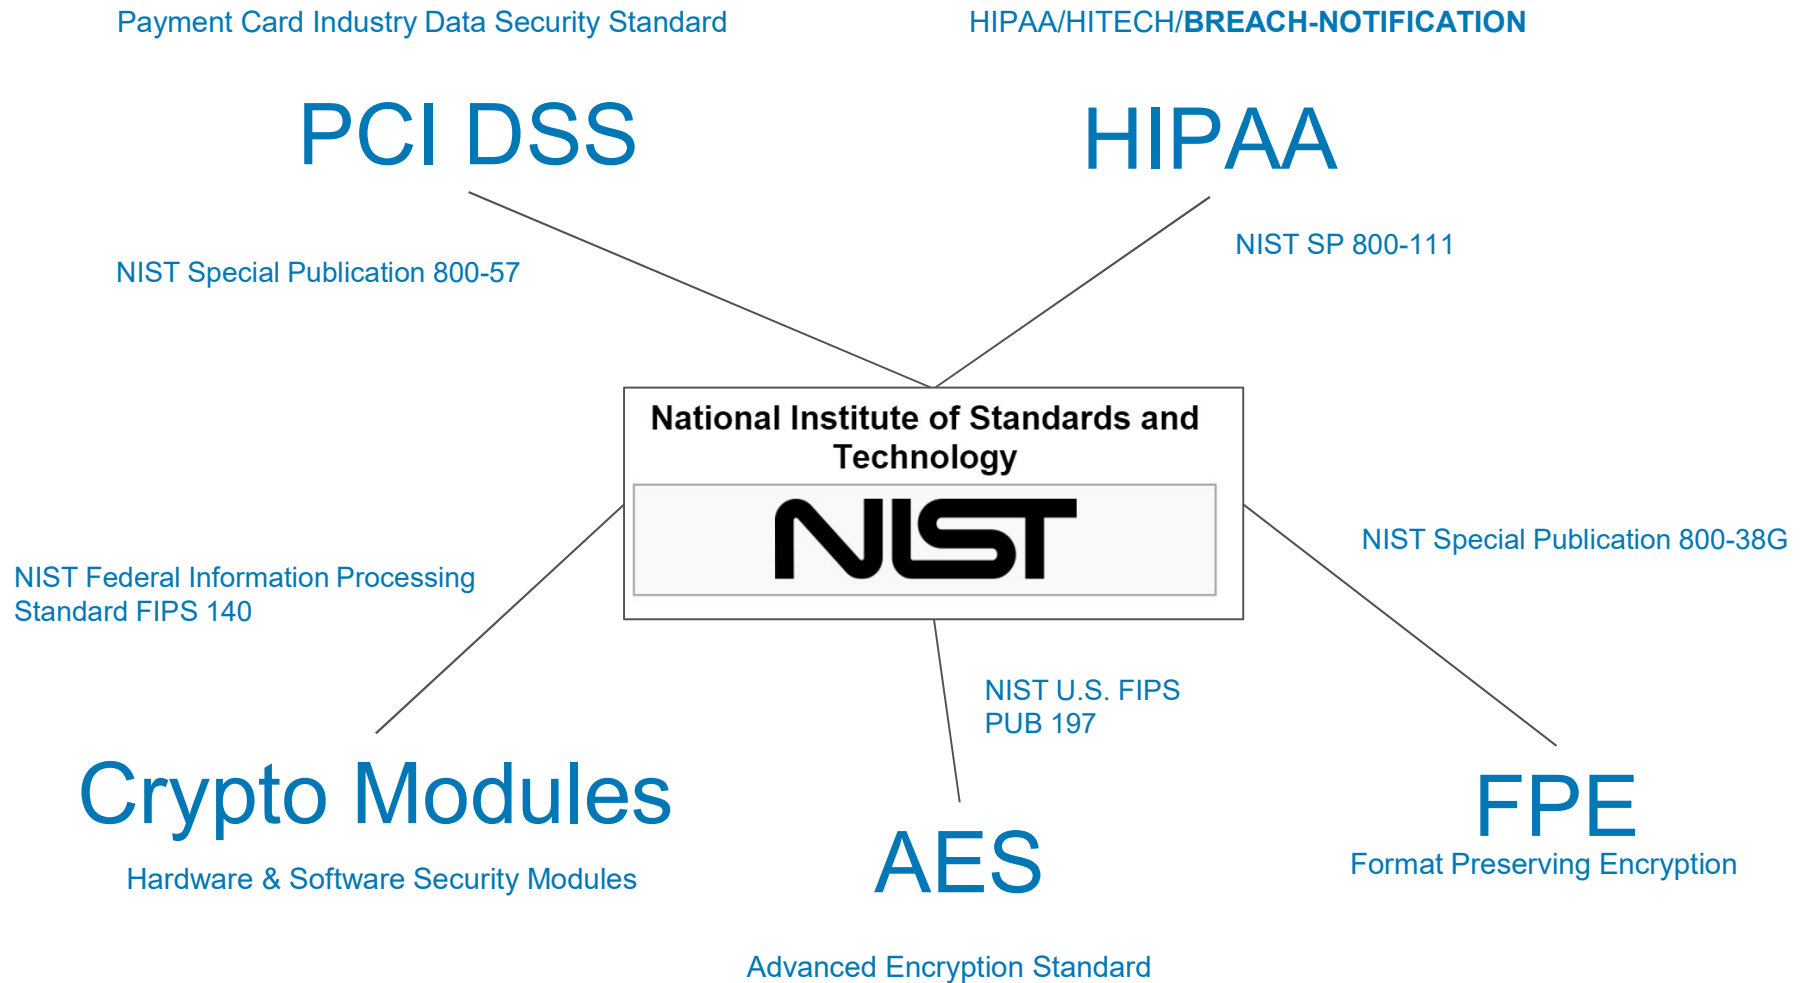 Payment Card Industry Data Security Standard
HIPAA/HITECH/BREACH-NOTIFICATION
PCI DSS
HIPAA
NIST SP 800-111
NIST Special Publication 800-57
National Institute of Standards and
Technology
NIST
NIST Special Publication 800-38G
NIST Federal Information Processing
Standard FIPS 140
NIST U.S. FIPS
PUB 197
Crypto Modules
Hardware & Software Security Modules
AES
Advanced Encryption Standard
FPE
Format Preserving Encryption